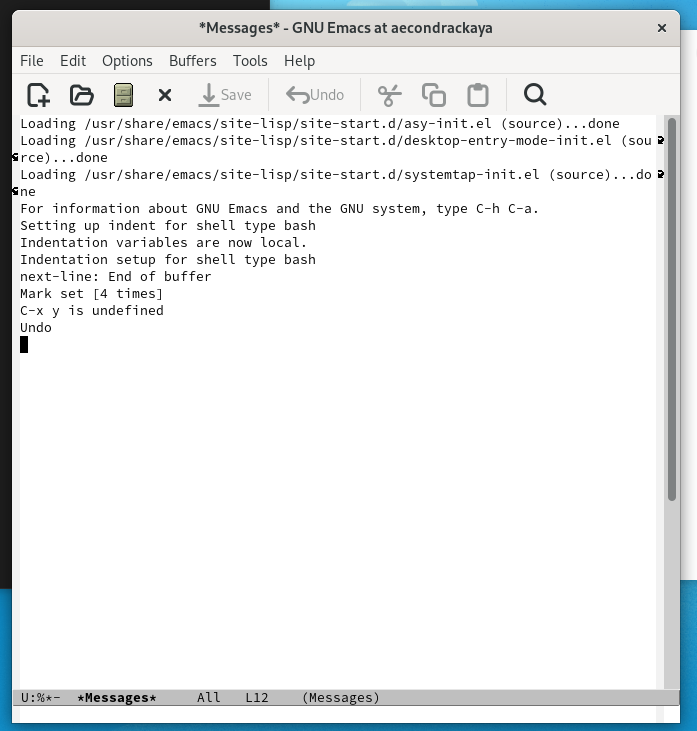 *Messages* - GNU Emacs at aecondrackaya
File Edit Options Buffers Tools Help
Save Undo
Loading /usr/share/emacs/site-lisp/site-start.d/asy-init.el (source)...done
Loading /usr/share/emacs/site-lisp/site-start.d/desktop-entry-mode-init.el (sou
rce)...done
Loading /usr/share/emacs/site-lisp/site-start.d/systemtap-init.el (source)...do
ne
For information about GNU Emacs and the GNU system, type C-h C-a.
Setting up indent for shell type bash
Indentation variables are now local.
Indentation setup for shell type bash
next-line: End of buffer
Mark set [4 times]
C-x y is undefined
Undo
U:%*- *Messages* All L12 (Messages)